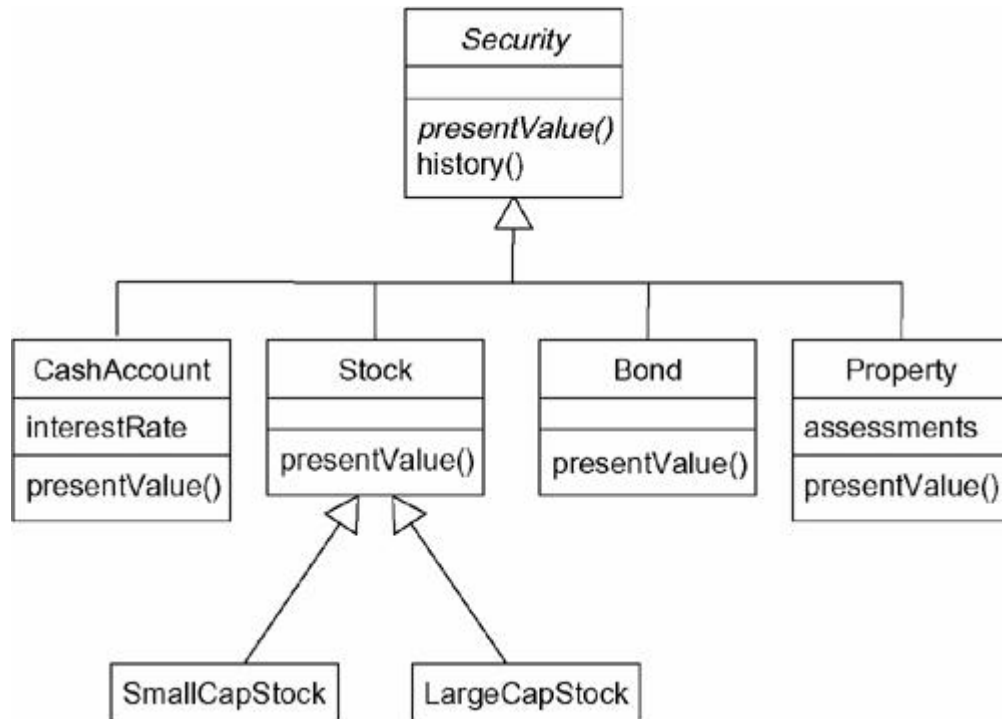 Security
presentValue()
history()
CashAccount
interestRate
presentValue()
Stock
presentValue()
Bond
presentValue()
Property
assessments
presentValue()
SmallCapStock
LargeCapStock